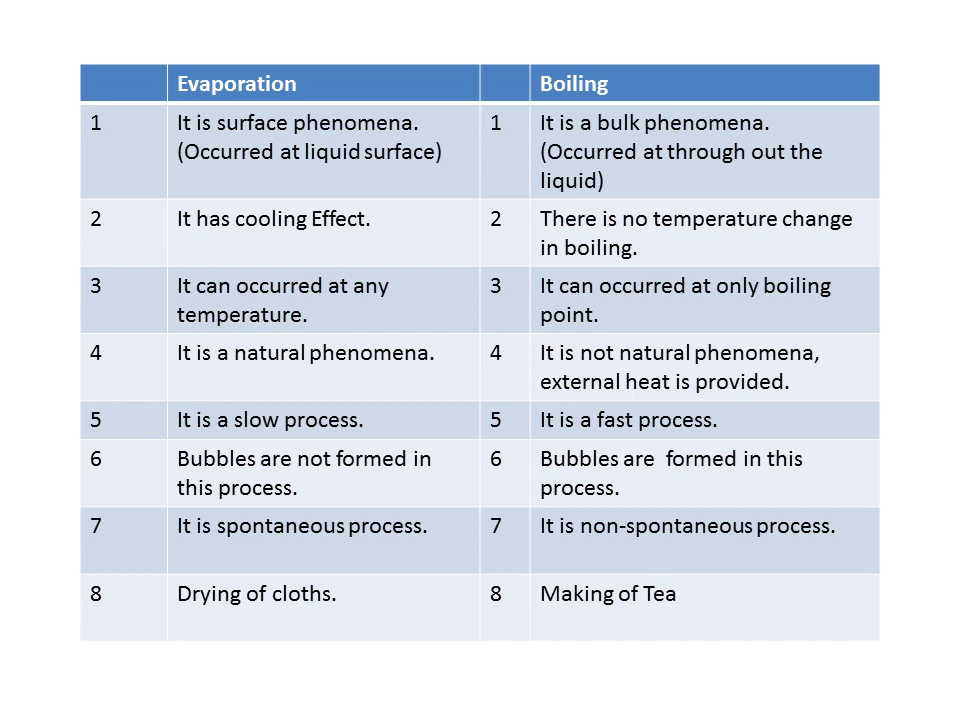 Evaporation Boiling
1 It is surface phenomena. 1 It is a bulk phenomena.
(Occurred at liquid surface) (Occurred at through out the
liquid)
2 It has cooling Effect. 2 There is no temperature change
in boiling.
3 It can occurred at any 3 It can occurred at only boiling
temperature. point.
4 It is a natural phenomena. 4 It is not natural phenomena,
external heat is provided.
5 It is a slow process. 5 It is a fast process.
6 Bubbles are not formed in 6 Bubbles are  formed in this
this process. process.
7 It is spontaneous process. 7 It is non-spontaneous process.
8 Drying of cloths. 8 Making of Tea